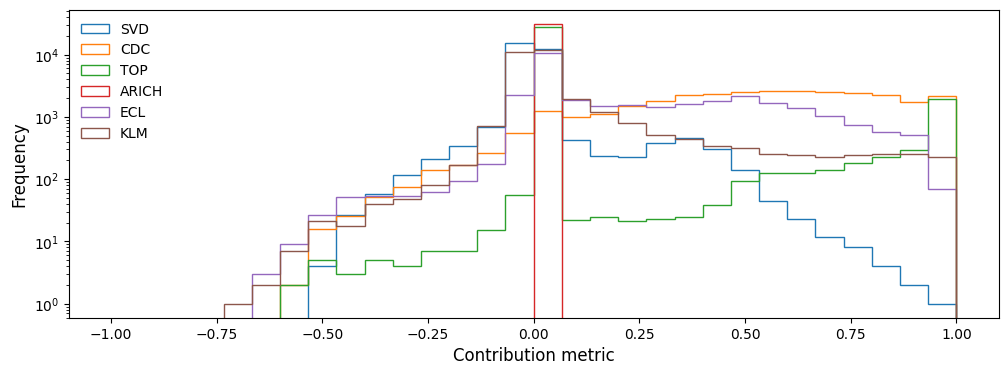 SVD
CDC
TOP
ARICH
ECL
KLM
Frequency
10⁴
10³
10²
10¹
10⁰
−1.00 −0.75 −0.50 −0.25 0.00 0.25 0.50 0.75 1.00
Contribution metric